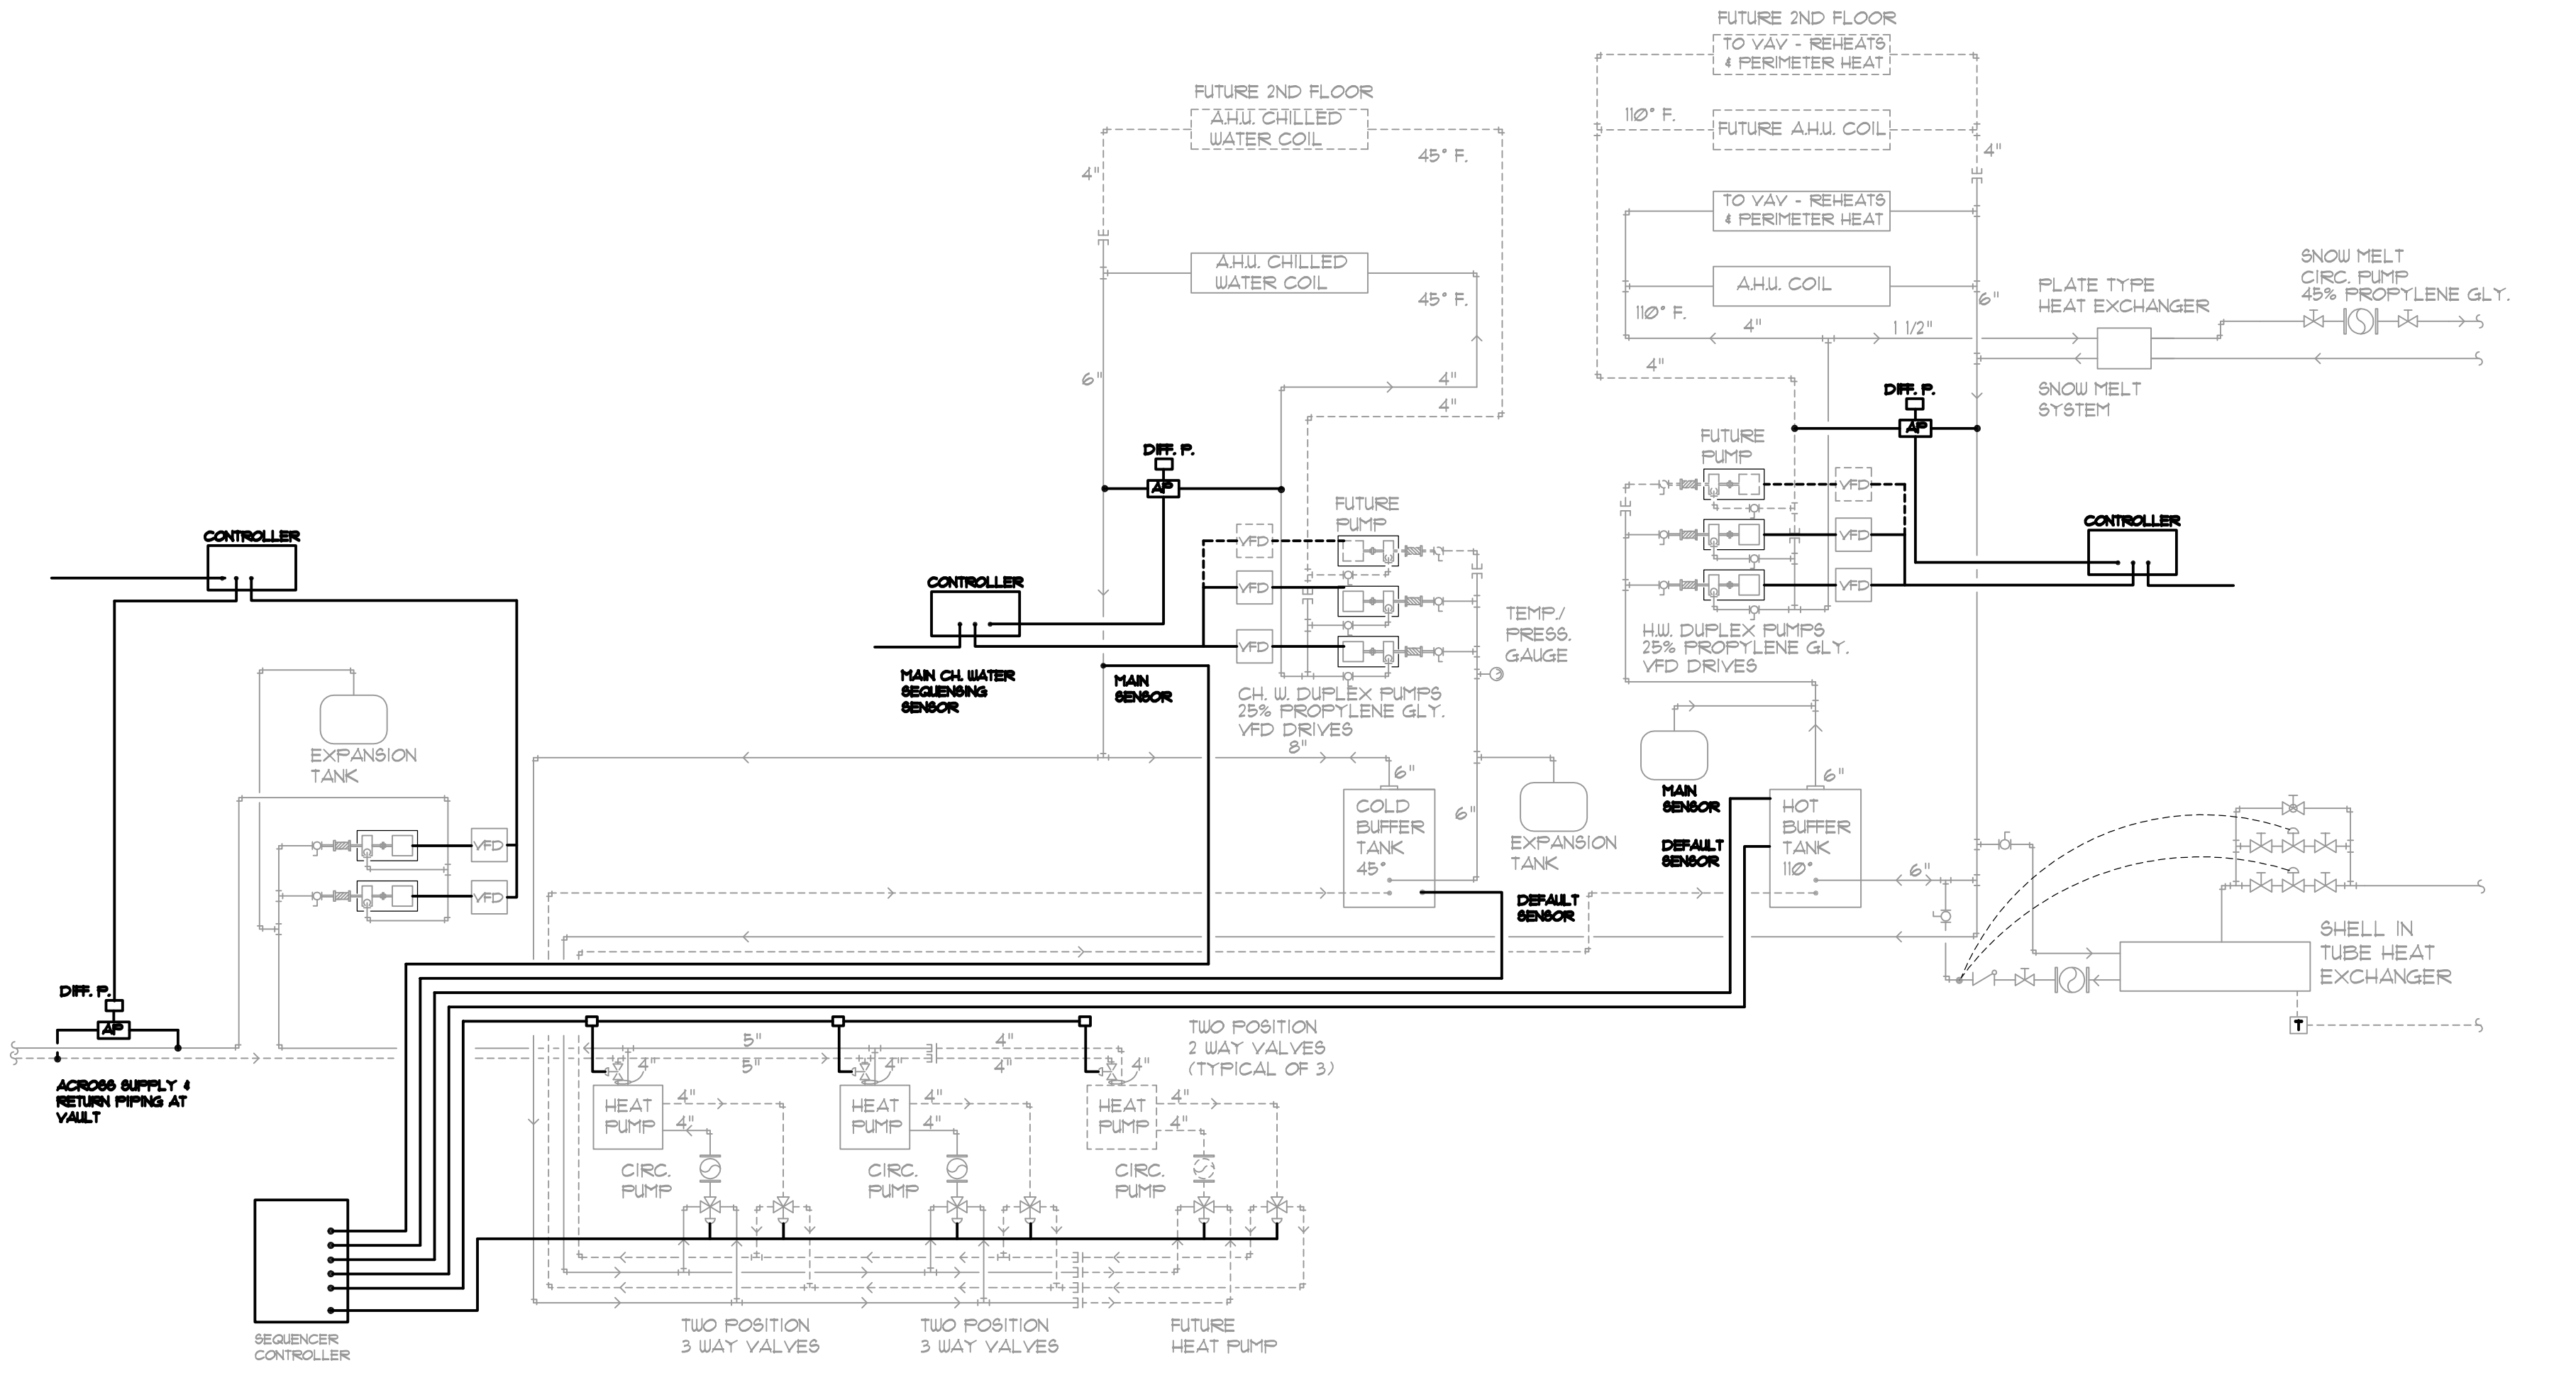 FUTURE 2ND FLOOR
TO VAV - REHEATS
& PERIMETER HEAT
110° F.
FUTURE A.H.U. COIL
4"
TO VAV - REHEATS
& PERIMETER HEAT
A.H.U. COIL
6"
110° F.
4"
1 1/2"
4"
PLATE TYPE
HEAT EXCHANGER
SNOW MELT
CIRC. PUMP
45% PROPYLENE GLY.
SNOW MELT
SYSTEM
FUTURE 2ND FLOOR
A.H.U. CHILLED
WATER COIL
45° F.
4"
A.H.U. CHILLED
WATER COIL
45° F.
6"
4"
4"
DIFF. P.
ΔP
FUTURE
PUMP
VFD
VFD
VFD
CONTROLLER
MAIN CH. WATER
SEQUENSING
SENSOR
MAIN
SENSOR
CH. W. DUPLEX PUMPS
25% PROPYLENE GLY.
VFD DRIVES
8"
TEMP./
PRESS.
GAUGE
DIFF. P.
ΔP
FUTURE
PUMP
VFD
VFD
VFD
CONTROLLER
H.W. DUPLEX PUMPS
25% PROPYLENE GLY.
VFD DRIVES
CONTROLLER
EXPANSION
TANK
VFD
VFD
DIFF. P.
ΔP
ACROSS SUPPLY &
RETURN PIPING AT
VAULT
6"
COLD
BUFFER
TANK
45°
6"
EXPANSION
TANK
DEFAULT
SENSOR
MAIN
SENSOR
DEFAULT
SENSOR
6"
HOT
BUFFER
TANK
110°
6"
SHELL IN
TUBE HEAT
EXCHANGER
T
5"
5"
4"
4"
TWO POSITION
2 WAY VALVES
(TYPICAL OF 3)
4"
HEAT
PUMP
4"
4"
CIRC.
PUMP
4"
HEAT
PUMP
4"
4"
CIRC.
PUMP
4"
HEAT
PUMP
4"
4"
CIRC.
PUMP
TWO POSITION
3 WAY VALVES
TWO POSITION
3 WAY VALVES
FUTURE
HEAT PUMP
SEQUENCER
CONTROLLER